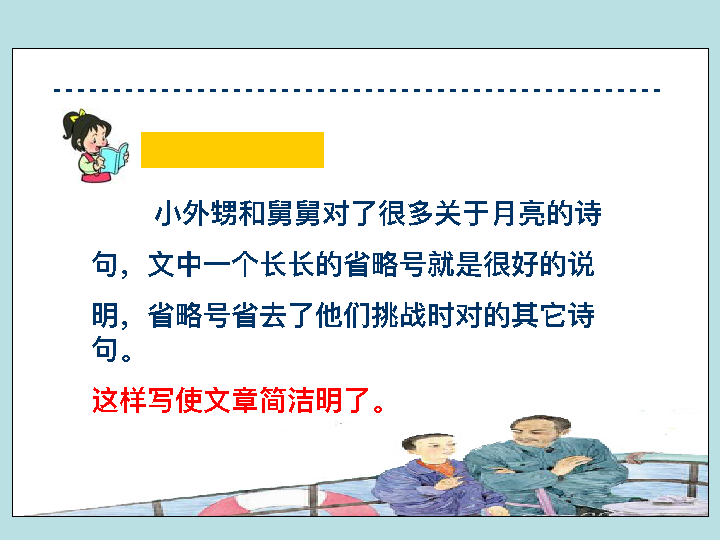 小外甥和舅舅对了很多关于月亮的诗
句，文中一个长长的省略号就是很好的说
明，省略号省去了他们挑战时对的其它诗
句。
这样写使文章简洁明了。